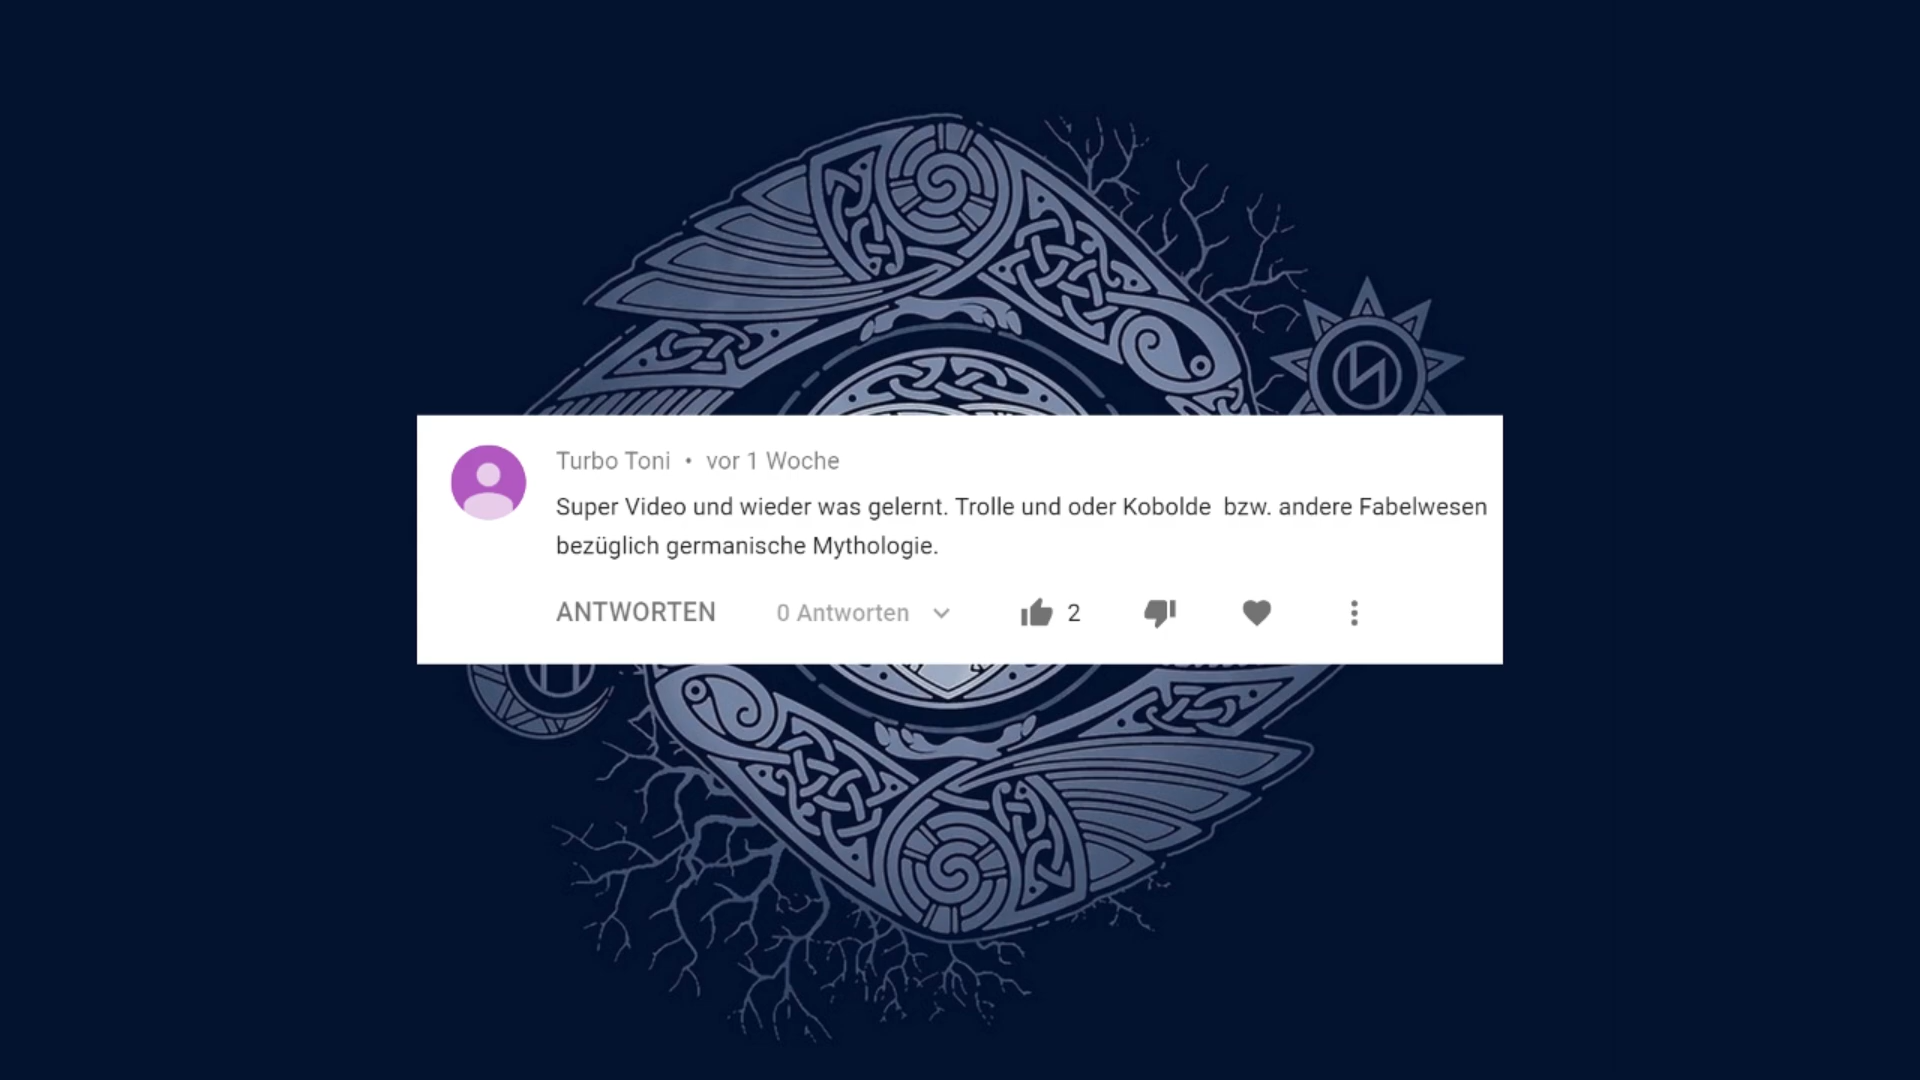 Turbo Toni • vor 1 Woche
Super Video und wieder was gelernt. Trolle und oder Kobolde  bzw. andere Fabelwesen
bezüglich germanische Mythologie.
ANTWORTEN 0 Antworten 2